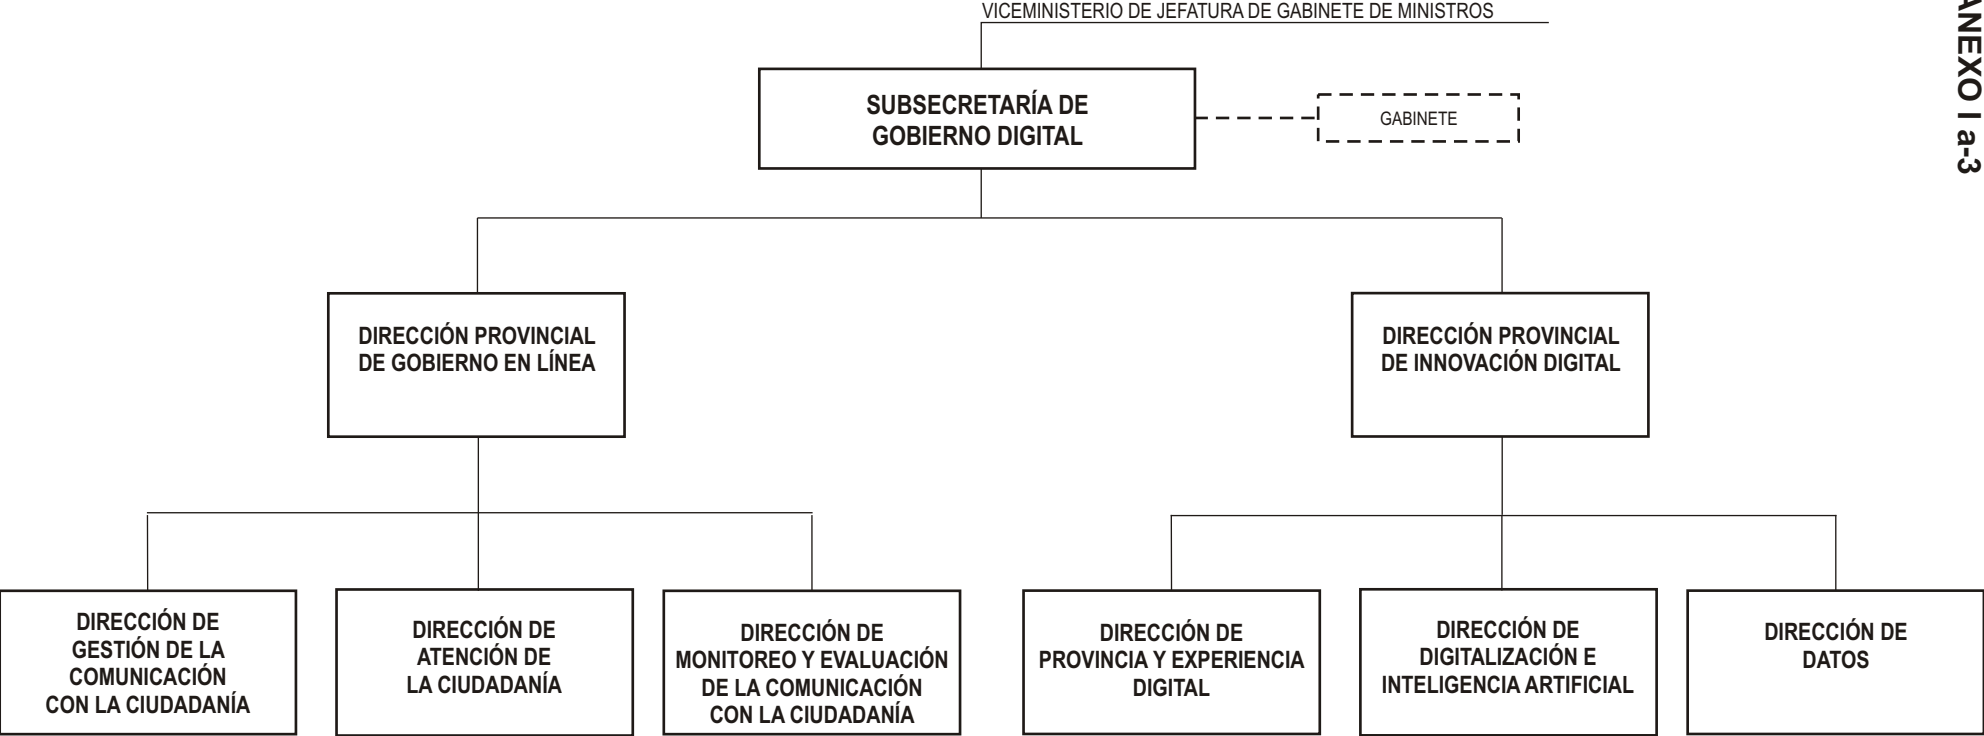 VICEMINISTERIO DE JEFATURA DE GABINETE DE MINISTROS
ANEXO I a-3
SUBSECRETARÍA DE
GOBIERNO DIGITAL
GABINETE
DIRECCIÓN PROVINCIAL
DE GOBIERNO EN LÍNEA
DIRECCIÓN PROVINCIAL
DE INNOVACIÓN DIGITAL
DIRECCIÓN DE
GESTIÓN DE LA
COMUNICACIÓN
CON LA CIUDADANÍA
DIRECCIÓN DE
ATENCIÓN DE
LA CIUDADANÍA
DIRECCIÓN DE
MONITOREO Y EVALUACIÓN
DE LA COMUNICACIÓN
CON LA CIUDADANÍA
DIRECCIÓN DE
PROVINCIA Y EXPERIENCIA
DIGITAL
DIRECCIÓN DE
DIGITALIZACIÓN E
INTELIGENCIA ARTIFICIAL
DIRECCIÓN DE
DATOS